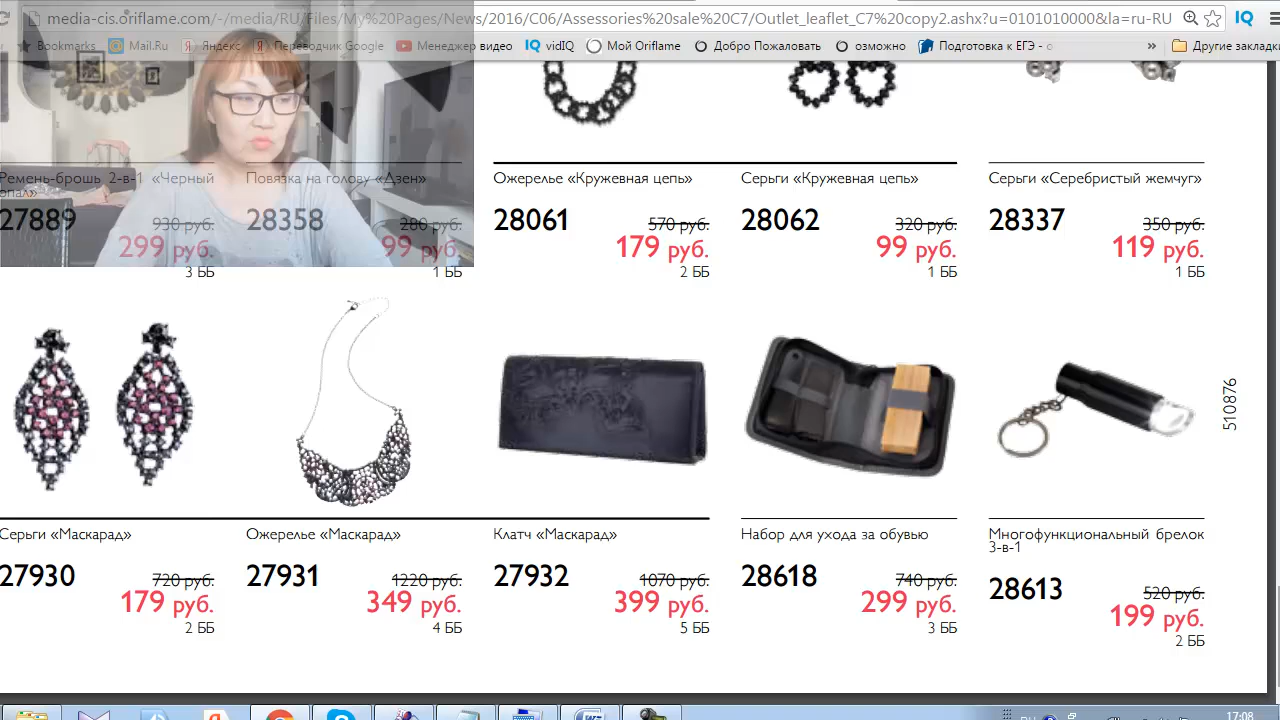 media-cis.oriflame.com/-/media/RU/Files/My%20Pages/News/2016/C06/Assessories%20sale%20C7/Outlet_leaflet_C7%20copy2.ashx?u=0101010000&la=ru-RU
Bookmarks Mail.Ru Яндекс Переводчик Google Менеджер видео vidIQ Мой Oriflame Добро Пожаловать возможно Подготовка к ЕГЭ - о » Другие закладк
Ремень-брошь 2-в-1 «Черный опал»
27889
930 руб.
299 руб.
3 ББ
Повязка на голову «Дзен»
28358
280 руб.
99 руб.
1 ББ
Ожерелье «Кружевная цепь»
28061
570 руб.
179 руб.
2 ББ
Серьги «Кружевная цепь»
28062
320 руб.
99 руб.
1 ББ
Серьги «Серебристый жемчуг»
28337
350 руб.
119 руб.
1 ББ
510876
Серьги «Маскарад»
27930
720 руб.
179 руб.
2 ББ
Ожерелье «Маскарад»
27931
1220 руб.
349 руб.
4 ББ
Клатч «Маскарад»
27932
1070 руб.
399 руб.
5 ББ
Набор для ухода за обувью
28618
740 руб.
299 руб.
3 ББ
Многофункциональный брелок
3-в-1
28613
520 руб.
199 руб.
2 ББ
RU
17:08